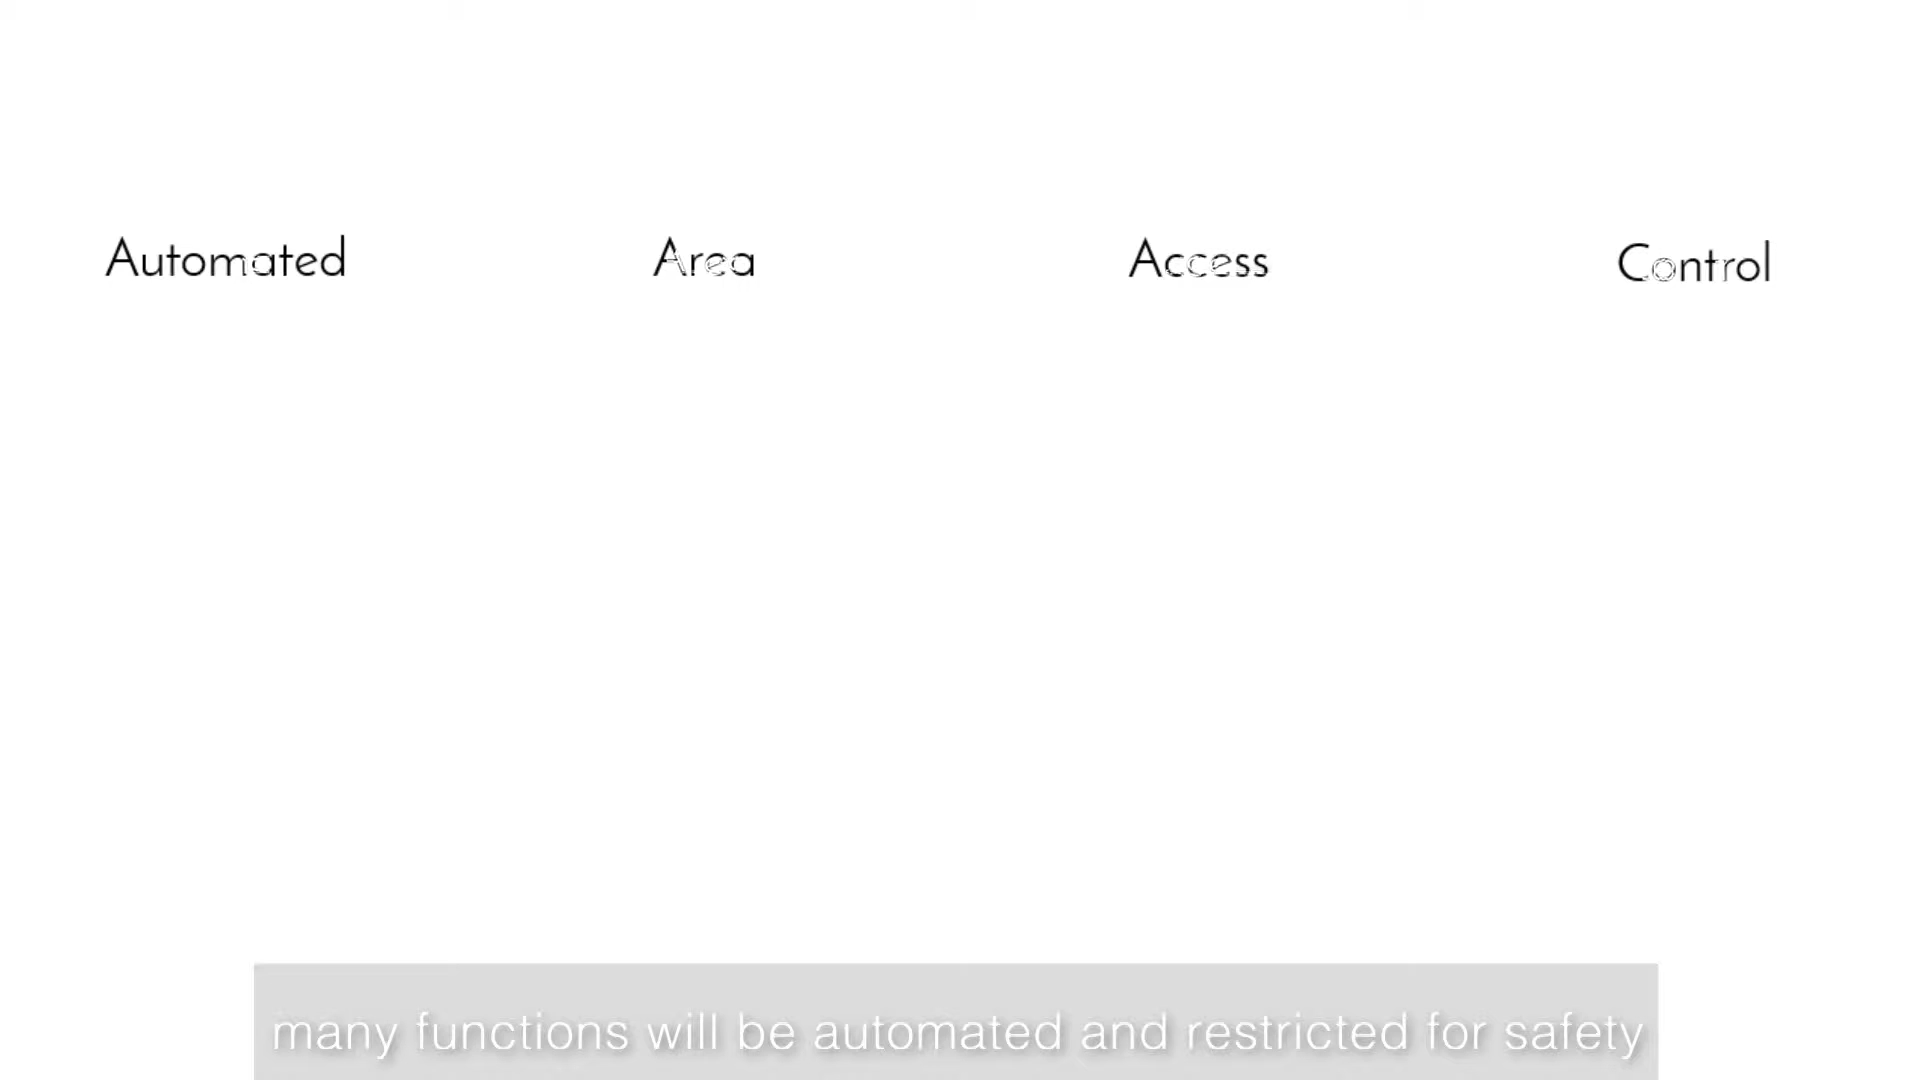 Automated Area Access Control
many functions will be automated and restricted for safety